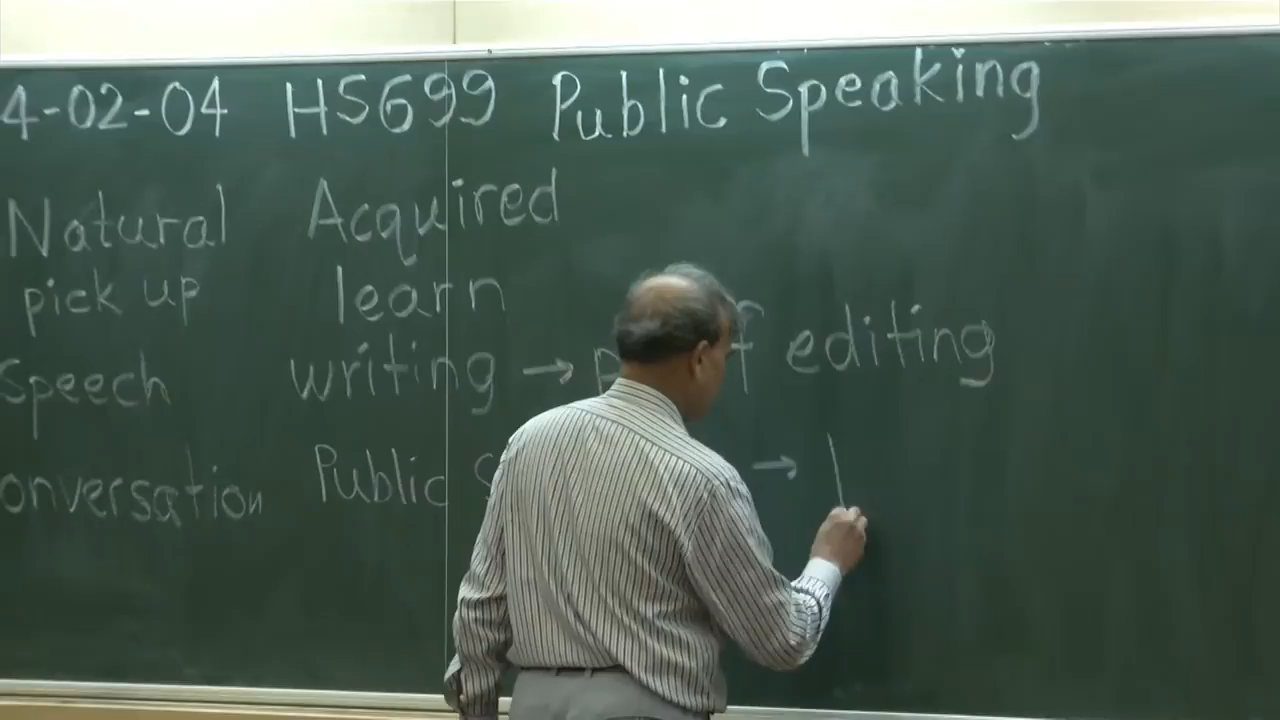 4-02-04 HS699 Public Speaking
Natural Acquired
pick up learn
Speech writing → editing
onversation Public →